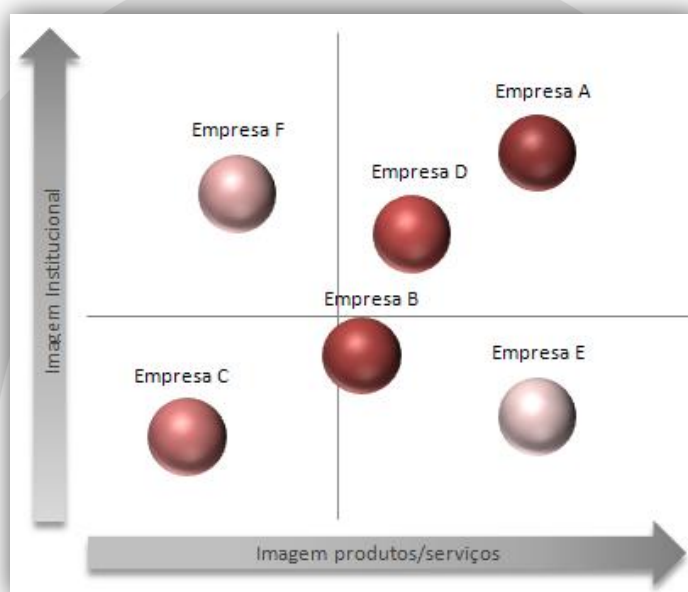 Empresa A
Empresa F
Empresa D
Empresa B
Empresa E
Empresa C
Imagem Institucional
Imagem produtos/serviços